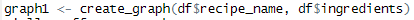 graph1 <- create_graph(df$recipe_name, df$ingredients)